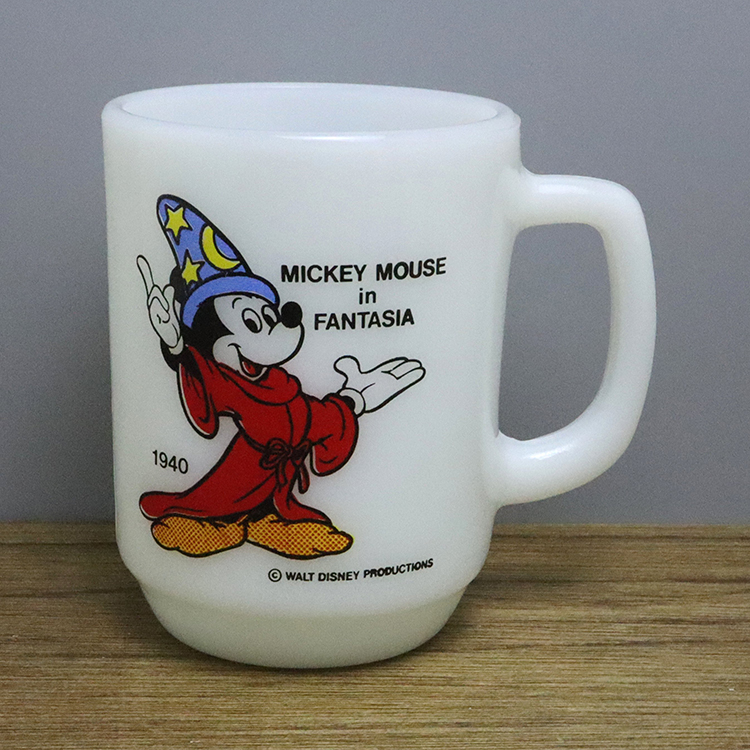 MICKEY MOUSE
in
FANTASIA
1940
© WALT DISNEY PRODUCTIONS